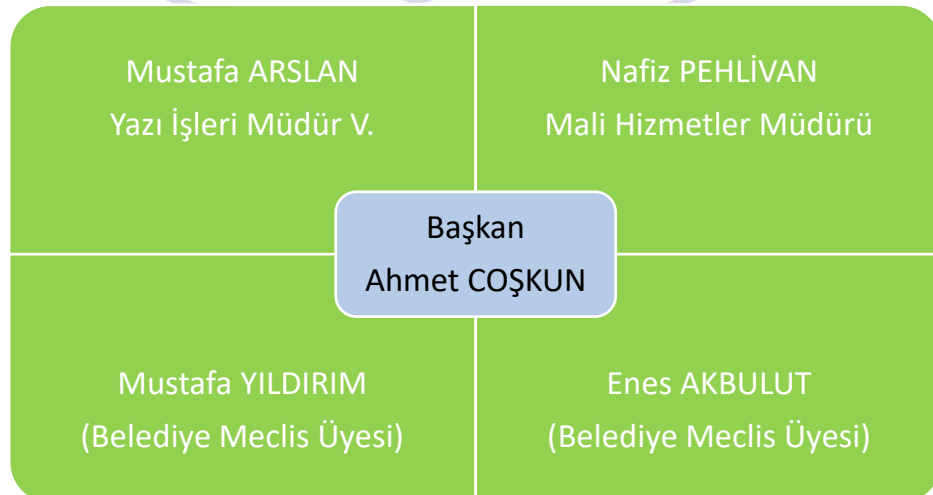 Mustafa ARSLAN
Yazı İşleri Müdür V.
Nafiz PEHLİVAN
Mali Hizmetler Müdürü
Başkan
Ahmet COŞKUN
Mustafa YILDIRIM
(Belediye Meclis Üyesi)
Enes AKBULUT
(Belediye Meclis Üyesi)